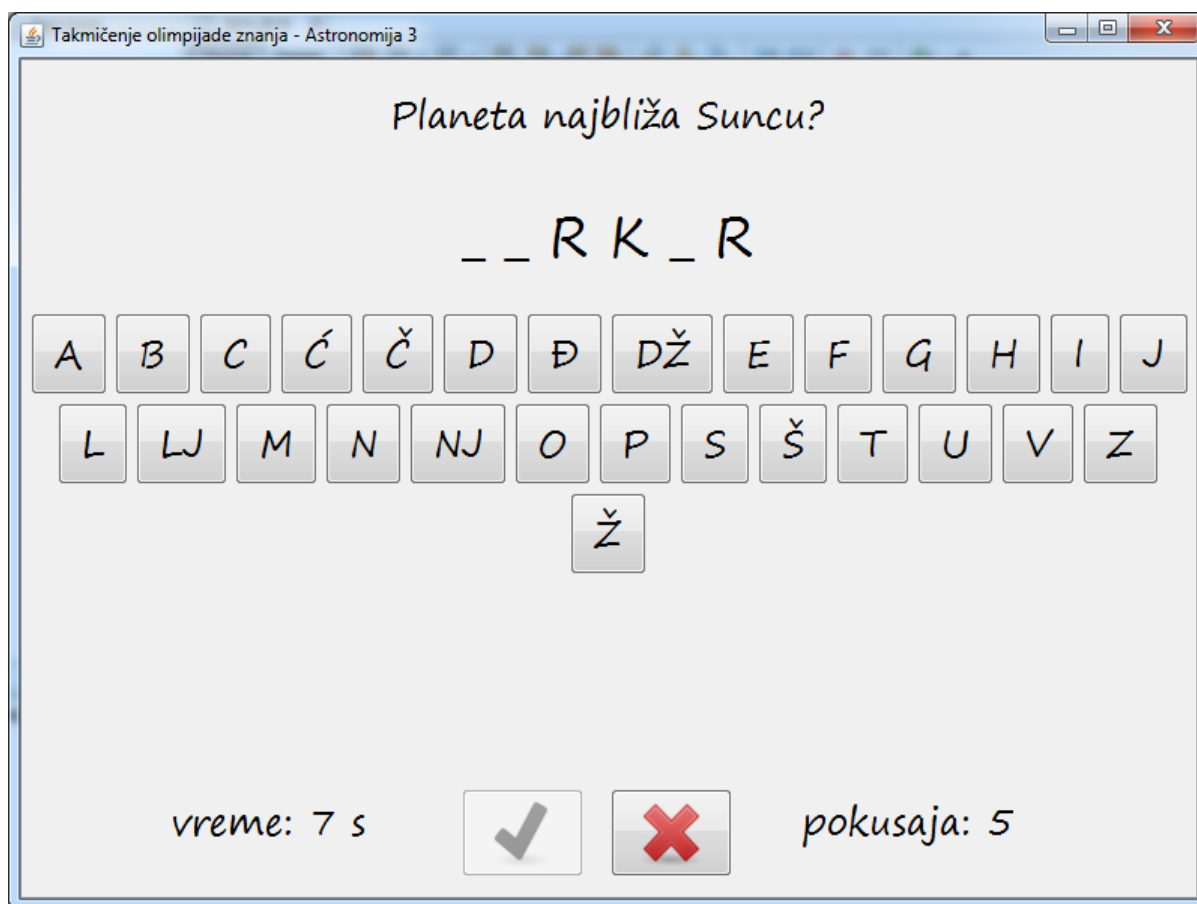 Takmičenje olimpijade znanja - Astronomija 3
Planeta najbliža Suncu?
_ _ R K _ R
A B C Ć Č D Đ DŽ E F G H I J
L LJ M N NJ O P S Š T U V Z
Ž
vreme: 7 s pokusaja: 5